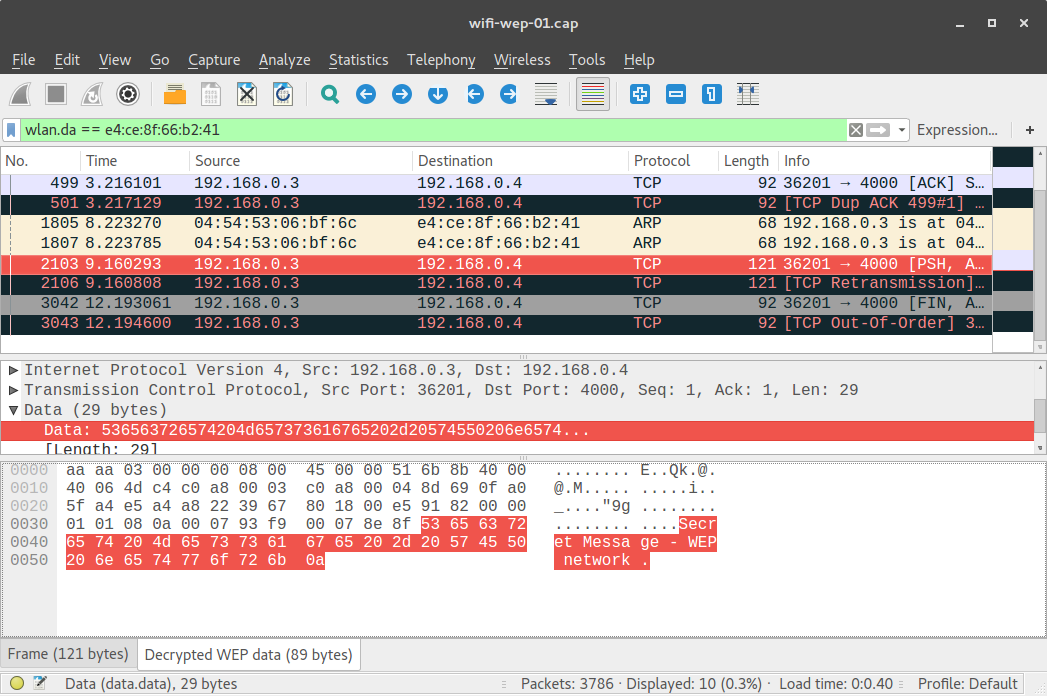 wifi-wep-01.cap
File Edit View Go Capture Analyze Statistics Telephony Wireless Tools Help
wlan.da == e4:ce:8f:66:b2:41 Expression... +
No. Time Source Destination Protocol Length Info
499 3.216101 192.168.0.3 192.168.0.4 TCP 92 36201 → 4000 [ACK] S…
501 3.217129 192.168.0.3 192.168.0.4 TCP 92 [TCP Dup ACK 499#1] …
1805 8.223270 04:54:53:06:bf:6c e4:ce:8f:66:b2:41 ARP 68 192.168.0.3 is at 04…
1807 8.223785 04:54:53:06:bf:6c e4:ce:8f:66:b2:41 ARP 68 192.168.0.3 is at 04…
2103 9.160293 192.168.0.3 192.168.0.4 TCP 121 36201 → 4000 [PSH, A…
2106 9.160808 192.168.0.3 192.168.0.4 TCP 121 [TCP Retransmission]…
3042 12.193061 192.168.0.3 192.168.0.4 TCP 92 36201 → 4000 [FIN, A…
3043 12.194600 192.168.0.3 192.168.0.4 TCP 92 [TCP Out-Of-Order] 3…
Internet Protocol Version 4, Src: 192.168.0.3, Dst: 192.168.0.4
Transmission Control Protocol, Src Port: 36201, Dst Port: 4000, Seq: 1, Ack: 1, Len: 29
Data (29 bytes)
Data: 536563726574204d657373616765202d20574550206e6574...
[Length: 29]
0000 aa aa 03 00 00 00 08 00 45 00 00 51 6b 8b 40 00 ........ E..Qk.@.
0010 40 06 4d c4 c0 a8 00 03 c0 a8 00 04 8d 69 0f a0 @.M..... .....i..
0020 5f a4 e5 a4 a8 22 39 67 80 18 00 e5 91 82 00 00 _...."9g ........
0030 01 01 08 0a 00 07 93 f9 00 07 8e 8f 53 65 63 72 ........ ....Secr
0040 65 74 20 4d 65 73 73 61 67 65 20 2d 20 57 45 50 et Messa ge - WEP
0050 20 6e 65 74 77 6f 72 6b 0a network .
Frame (121 bytes) Decrypted WEP data (89 bytes)
Data (data.data), 29 bytes Packets: 3786 · Displayed: 10 (0.3%) · Load time: 0:0.40 Profile: Default